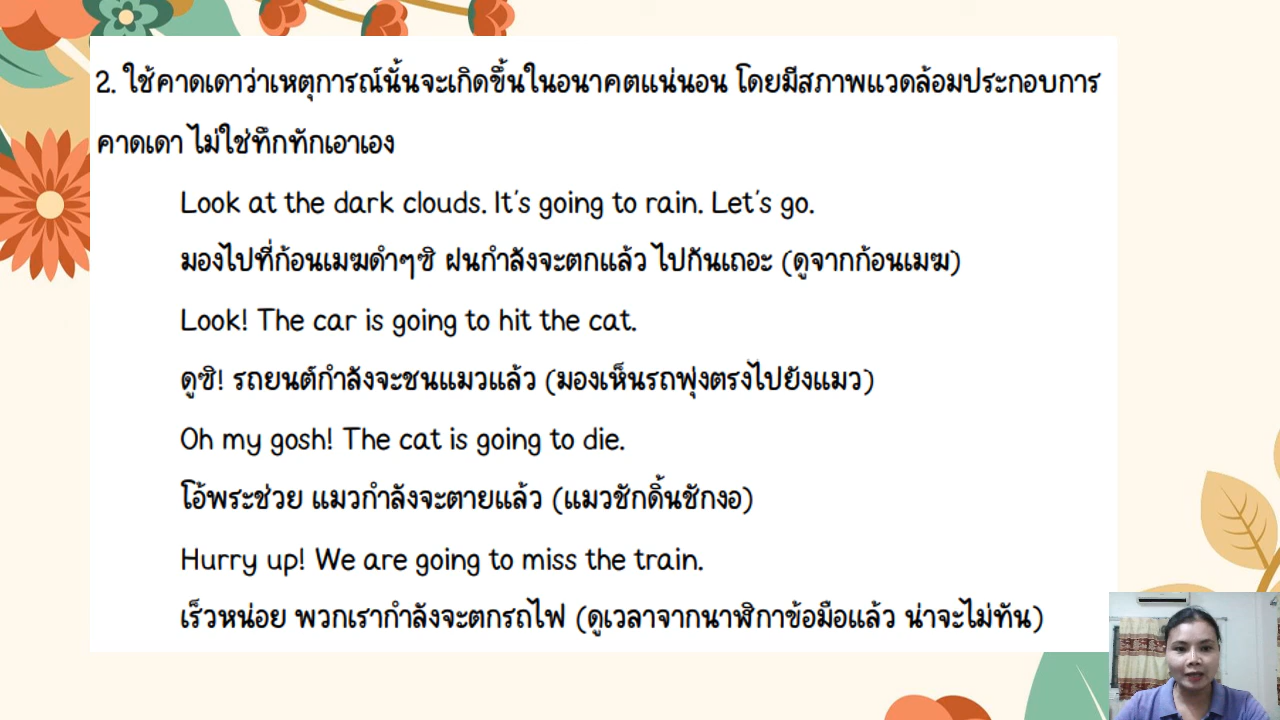 2. ใช้คาดเดาว่าเหตุการณ์นั้นจะเกิดขึ้นในอนาคตแน่นอน โดยมีสภาพแวดล้อมประกอบการ
คาดเดา ไม่ใช่ทึกทักเอาเอง
Look at the dark clouds. It's going to rain. Let's go.
มองไปที่ก้อนเมฆดำๆซิ ฝนกำลังจะตกแล้ว ไปกันเถอะ (ดูจากก้อนเมฆ)
Look! The car is going to hit the cat.
ดูซิ! รถยนต์กำลังจะชนแมวแล้ว (มองเห็นรถพุ่งตรงไปยังแมว)
Oh my gosh! The cat is going to die.
โอ้พระช่วย แมวกำลังจะตายแล้ว (แมวชักดิ้นชักงอ)
Hurry up! We are going to miss the train.
เร็วหน่อย พวกเรากำลังจะตกรถไฟ (ดูเวลาจากนาฬิกาข้อมือแล้ว น่าจะไม่ทัน)